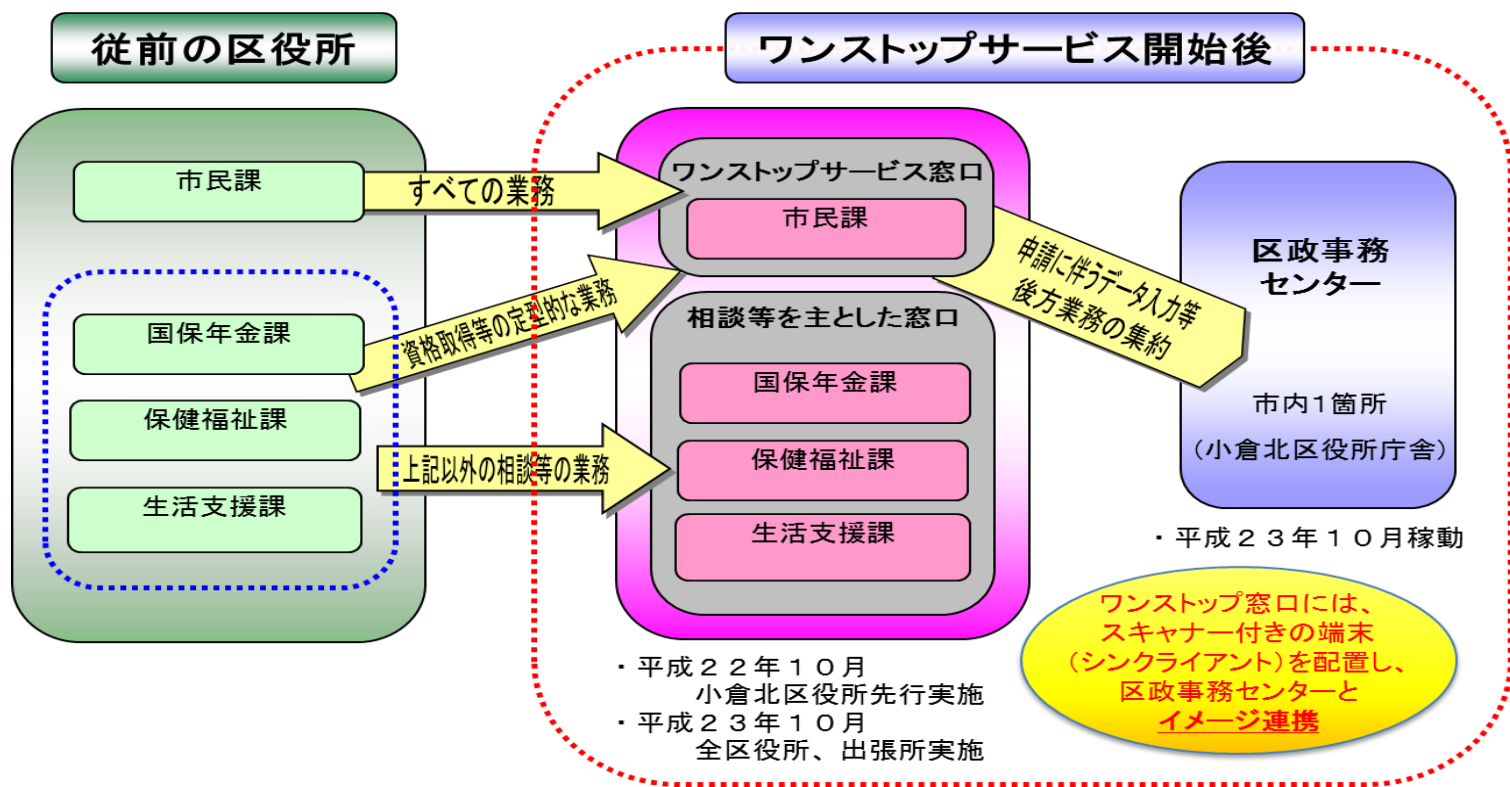 従前の区役所
市民課
国保年金課
保健福祉課
生活支援課
すべての業務
資格取得等の定型的な業務
上記以外の相談等の業務
ワンストップサービス開始後
ワンストップサービス窓口
市民課
相談等を主とした窓口
国保年金課
保健福祉課
生活支援課
・平成２２年１０月
小倉北区役所先行実施
・平成２３年１０月
全区役所、出張所実施
申請に伴うデータ入力等
後方業務の集約
区政事務
センター
市内１箇所
（小倉北区役所庁舎）
・平成２３年１０月稼動
ワンストップ窓口には、
スキャナー付きの端末
（シンクライアント）を配置し、
区政事務センターと
イメージ連携